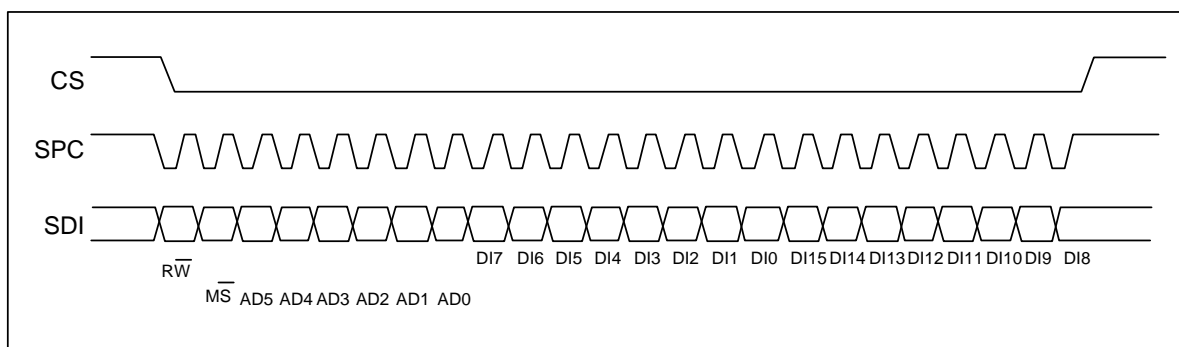 CS
SPC
SDI
RW̅
DI7 DI6 DI5 DI4 DI3 DI2 DI1 DI0 DI15 DI14 DI13 DI12 DI11 DI10 DI9 DI8
MS̅ AD5 AD4 AD3 AD2 AD1 AD0